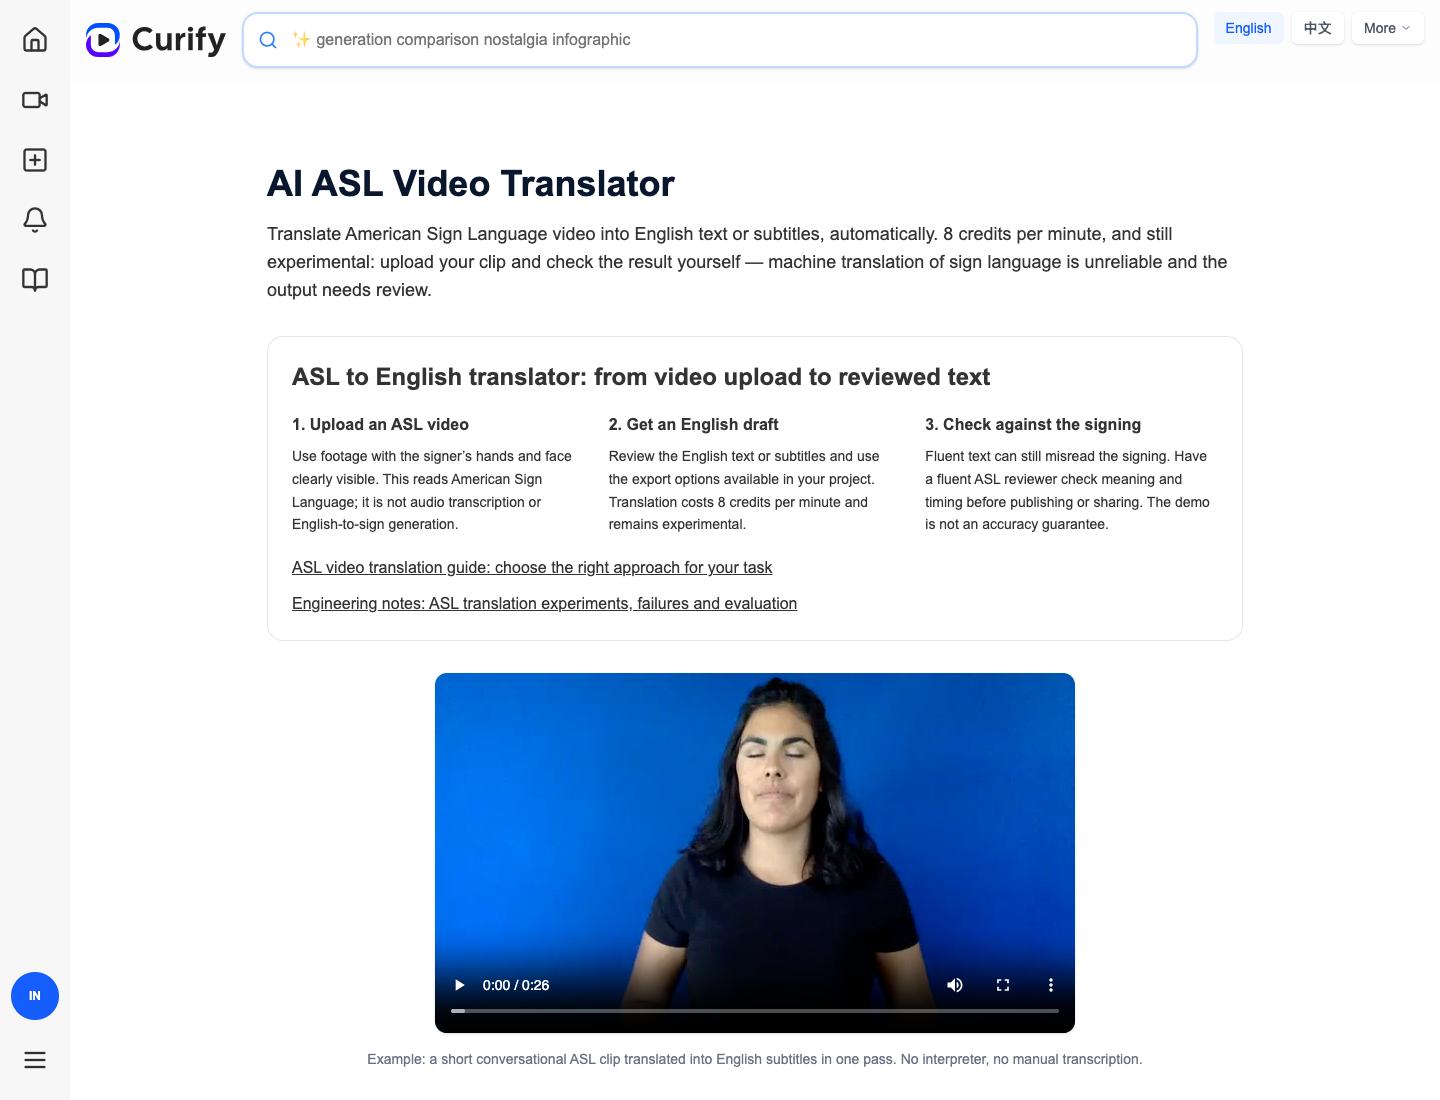 Curify
✨ generation comparison nostalgia infographic
English
中文
More
AI ASL Video Translator
Translate American Sign Language video into English text or subtitles, automatically. 8 credits per minute, and still
experimental: upload your clip and check the result yourself — machine translation of sign language is unreliable and the
output needs review.
ASL to English translator: from video upload to reviewed text
1. Upload an ASL video
Use footage with the signer’s hands and face
clearly visible. This reads American Sign
Language; it is not audio transcription or
English-to-sign generation.
2. Get an English draft
Review the English text or subtitles and use
the export options available in your project.
Translation costs 8 credits per minute and
remains experimental.
3. Check against the signing
Fluent text can still misread the signing. Have
a fluent ASL reviewer check meaning and
timing before publishing or sharing. The demo
is not an accuracy guarantee.
ASL video translation guide: choose the right approach for your task
Engineering notes: ASL translation experiments, failures and evaluation
0:00 / 0:26
Example: a short conversational ASL clip translated into English subtitles in one pass. No interpreter, no manual transcription.
IN